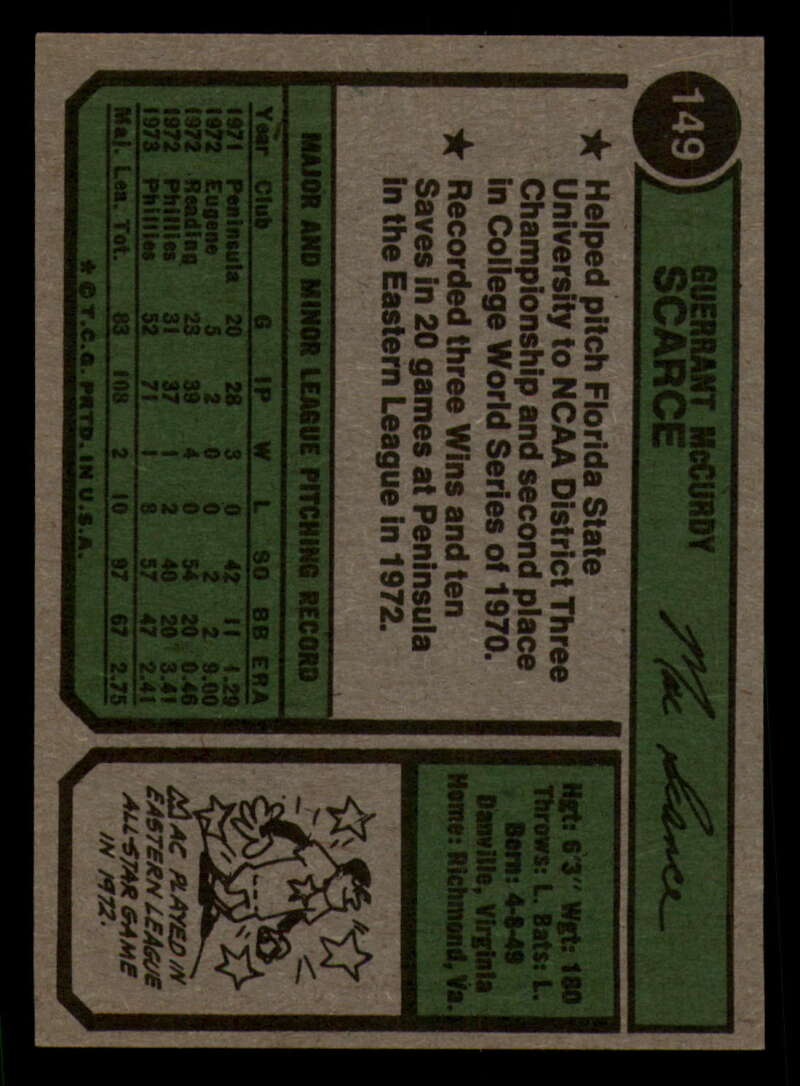 149
GUERRANT McCURDY
SCARCE
Mac Scarce
★ Helped pitch Florida State
University to NCAA District Three
Championship and second place
in College World Series of 1970.
★ Recorded three Wins and ten
Saves in 20 games at Peninsula
in the Eastern League in 1972.
MAJOR AND MINOR LEAGUE PITCHING RECORD
Year Club G IP W L SO BB ERA
1971 Peninsula 20 28 3 0 42 11 1.29
1972 Eugene 5 2 0 0 2 2 9.00
1972 Reading 23 39 4 0 54 20 0.46
1972 Phillies 31 37 1 2 40 20 3.41
1973 Phillies 52 71 1 8 57 47 2.41
Maj. Lea. Tot. 83 108 2 10 97 67 2.75
* © T.C.G. PRTD. IN U.S.A.
Hgt: 6'3" Wgt: 180
Throws: L. Bats: L.
Born: 4-8-49
Danville, Virginia
Home: Richmond, Va.
MAC PLAYED IN
EASTERN LEAGUE
ALL-STAR GAME
IN 1972.